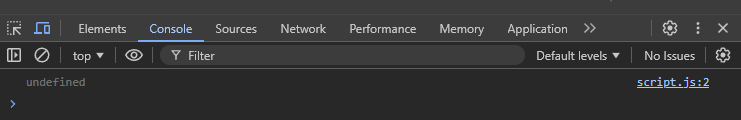 Elements Console Sources Network Performance Memory Application
top Filter Default levels No Issues
undefined script.js:2